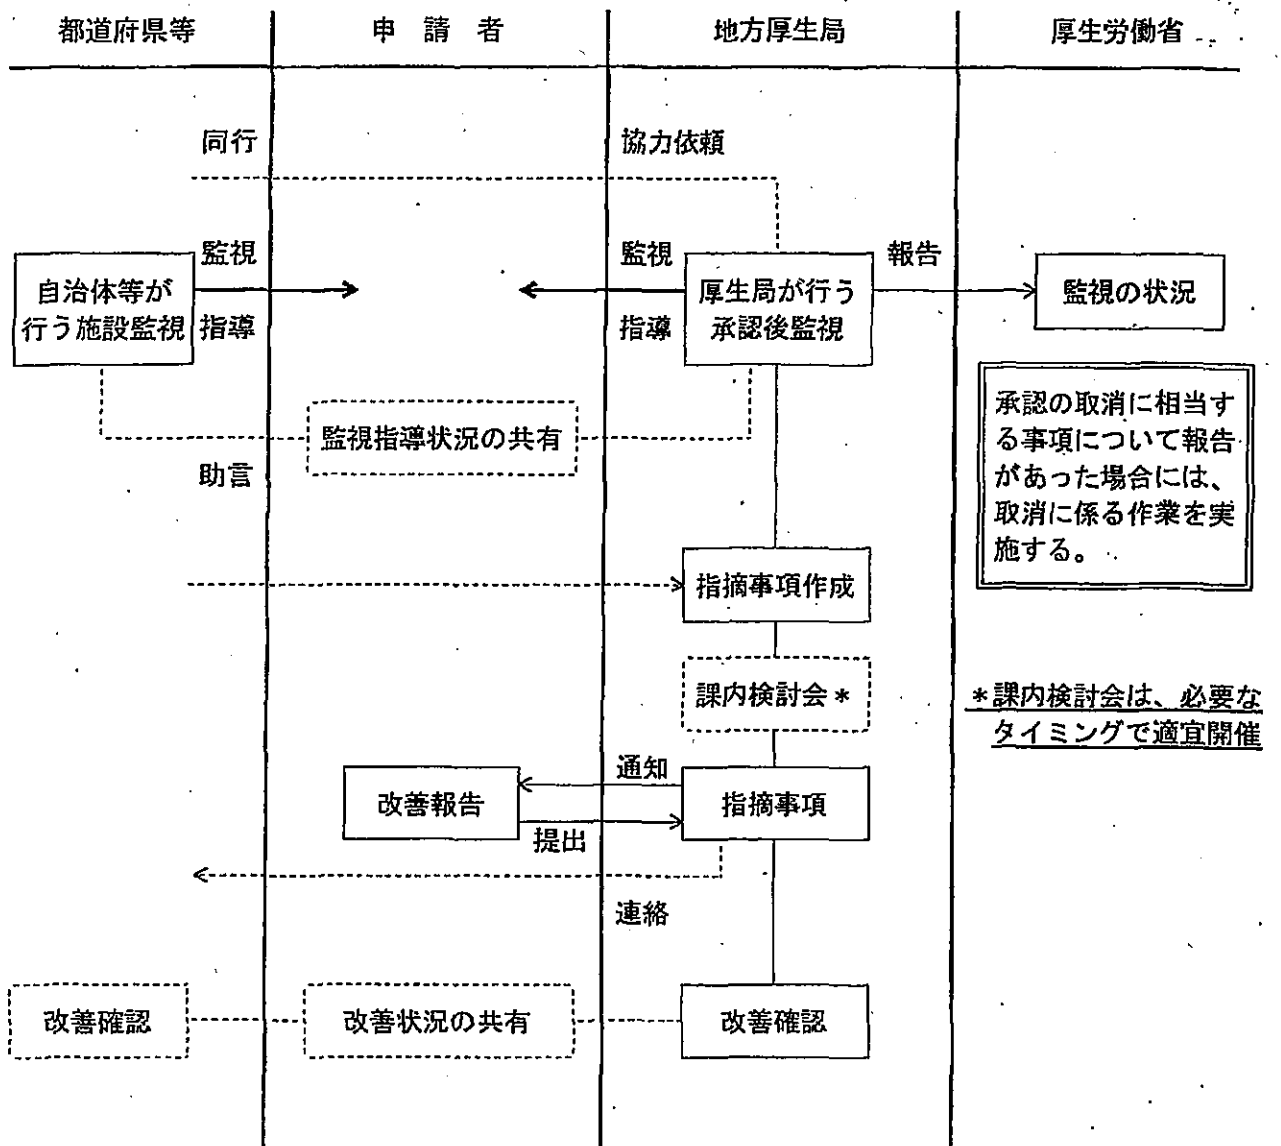 都道府県等
申請者
地方厚生局
厚生労働省
同行
協力依頼
監視
監視
報告
自治体等が
行う施設監視
指導
指導
厚生局が行う
承認後監視
監視の状況
監視指導状況の共有
助言
承認の取消に相当す
る事項について報告
があった場合には、
取消に係る作業を実
施する。
指摘事項作成
課内検討会*
*課内検討会は、必要な
タイミングで適宜開催
通知
改善報告
指摘事項
提出
連絡
改善確認
改善状況の共有
改善確認